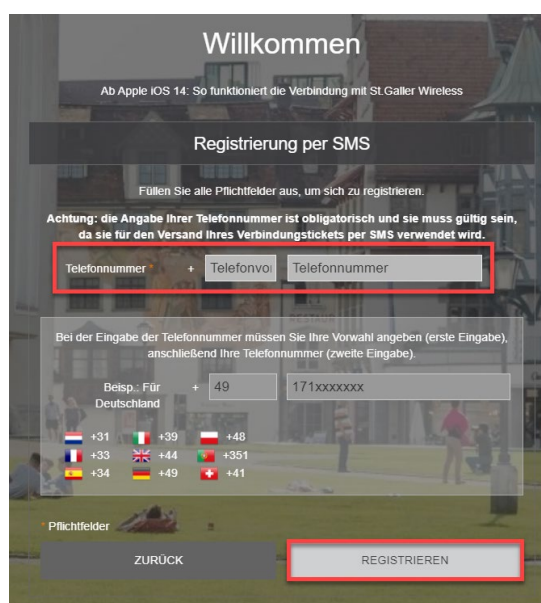 Willkommen
Ab Apple iOS 14: So funktioniert die Verbindung mit St.Galler Wireless
Registrierung per SMS
Füllen Sie alle Pflichtfelder aus, um sich zu registrieren.
Achtung: die Angabe Ihrer Telefonnummer ist obligatorisch und sie muss gültig sein,
da sie für den Versand Ihres Verbindungstickets per SMS verwendet wird.
Telefonnummer * + Telefonvor Telefonnummer
Bei der Eingabe der Telefonnummer müssen Sie Ihre Vorwahl angeben (erste Eingabe),
anschließend Ihre Telefonnummer (zweite Eingabe).
Beisp.: Für + 49 171xxxxxxx
Deutschland
+31 +39 +48
+33 +44 +351
+34 +49 +41
* Pflichtfelder
ZURÜCK REGISTRIEREN